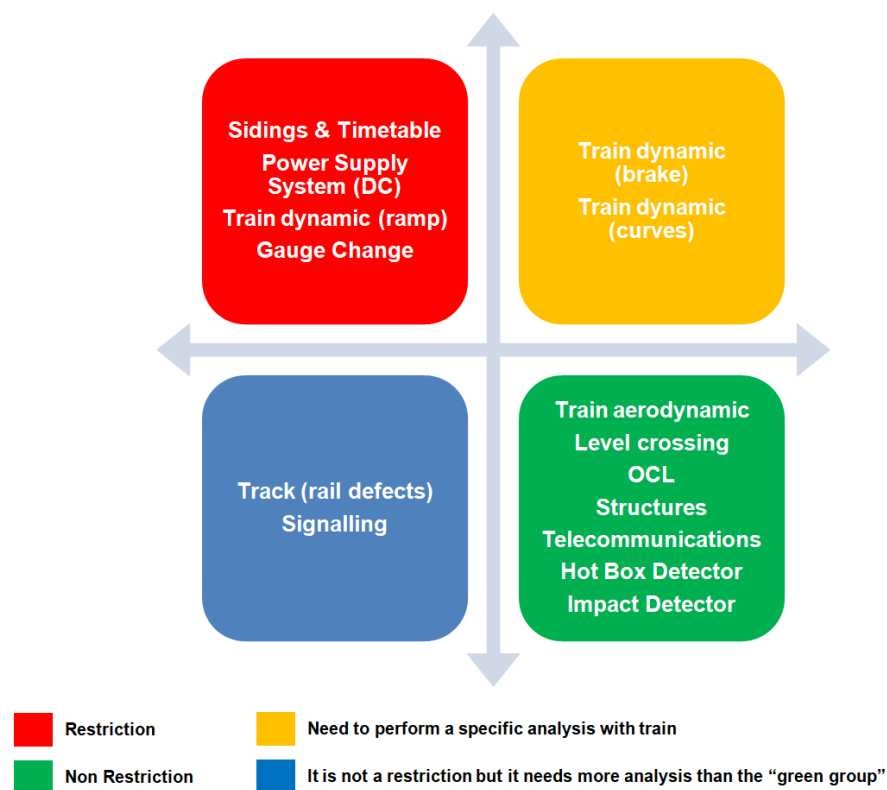 Sidings & Timetable
Power Supply
System (DC)
Train dynamic (ramp)
Gauge Change
Train dynamic
(brake)
Train dynamic
(curves)
Track (rail defects)
Signalling
Train aerodynamic
Level crossing
OCL
Structures
Telecommunications
Hot Box Detector
Impact Detector
Restriction
Need to perform a specific analysis with train
Non Restriction
It is not a restriction but it needs more analysis than the “green group”